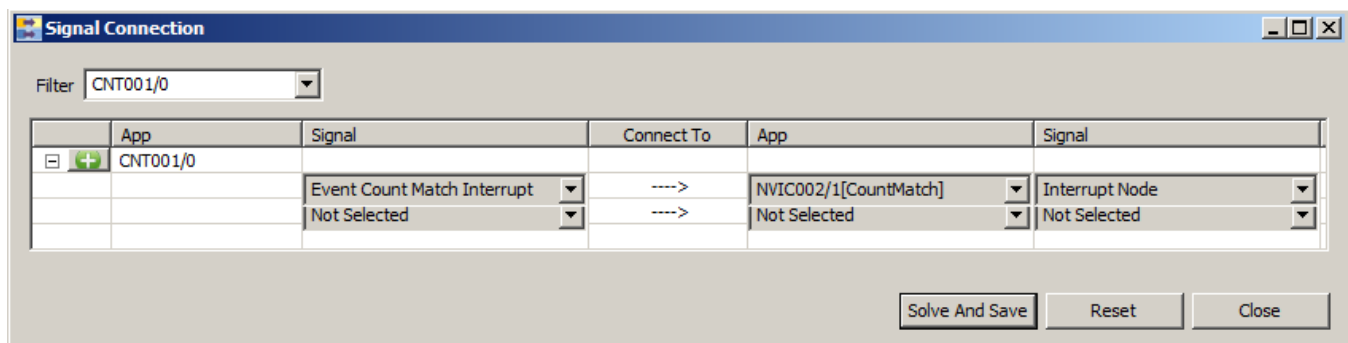 Signal Connection
Filter CNT001/0
App Signal Connect To App Signal
CNT001/0
Event Count Match Interrupt ----> NVIC002/1[CountMatch] Interrupt Node
Not Selected ----> Not Selected Not Selected
Solve And Save Reset Close